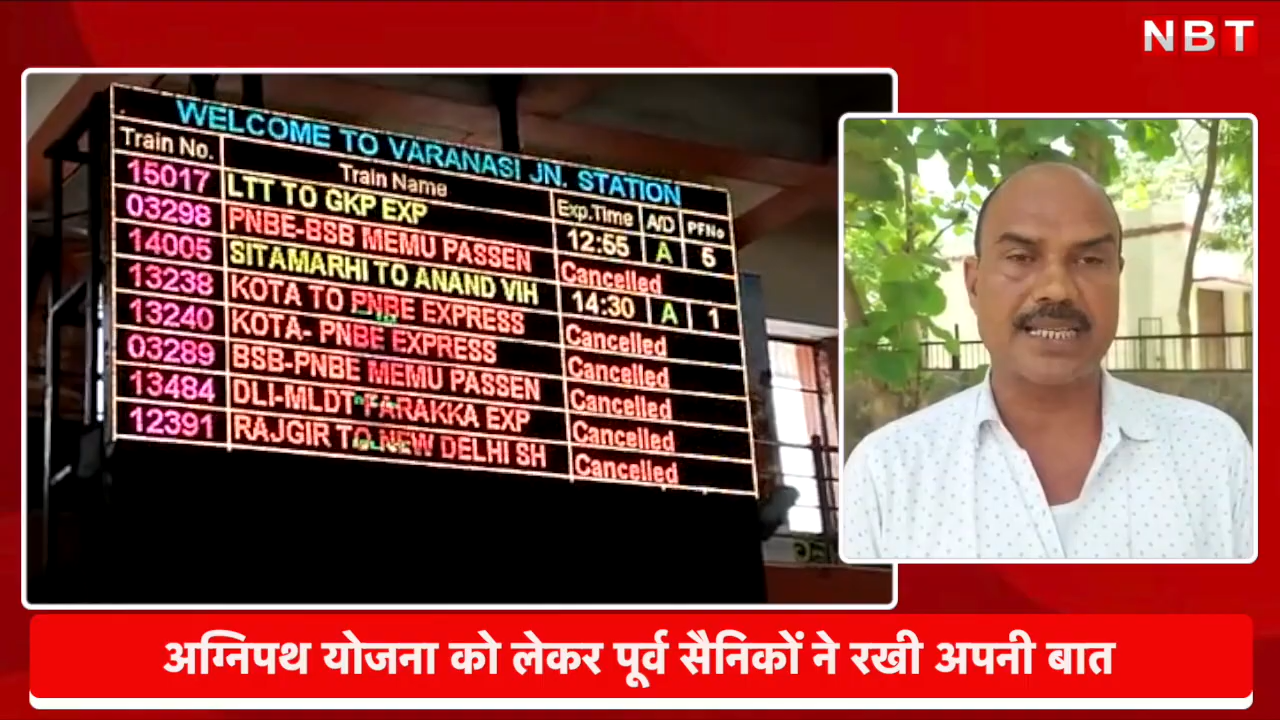 NBT
WELCOME TO VARANASI JN. STATION
Train No. Train Name Exp.Time A/D PFNo
15017 LTT TO GKP EXP 12:55 A 5
03298 PNBE-BSB MEMU PASSEN Cancelled
14005 SITAMARHI TO ANAND VIH 14:30 A 1
13238 KOTA TO PNBE EXPRESS Cancelled
13240 KOTA- PNBE EXPRESS Cancelled
03289 BSB-PNBE MEMU PASSEN Cancelled
13484 DLI-MLDT FARAKKA EXP Cancelled
12391 RAJGIR TO NEW DELHI SH Cancelled
अग्निपथ योजना को लेकर पूर्व सैनिकों ने रखी अपनी बात